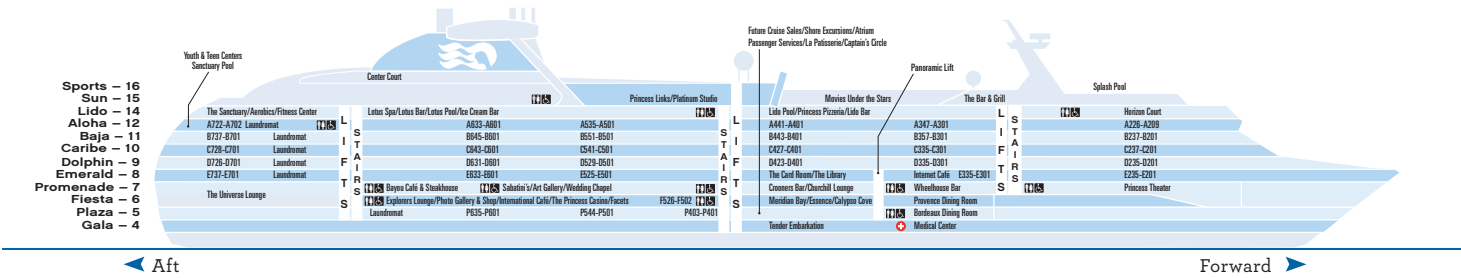 Future Cruise Sales/Shore Excursions/Atrium
Passenger Services/La Patisserie/Captain's Circle
Youth & Teen Centers
Sanctuary Pool
Panoramic Lift
Center Court
Splash Pool
Sports – 16
Sun – 15 Princess Links/Platinum Studio Movies Under the Stars The Bar & Grill
Lido – 14 The Sanctuary/Aerobics/Fitness Center Lotus Spa/Lotus Bar/Lotus Pool/Ice Cream Bar Lido Pool/Princess Pizzeria/Lido Bar Horizon Court
Aloha – 12 A722-A702 Laundromat A633-A601 A535-A501 A441-A401 A347-A301 A226-A209
Baja – 11 B737-B701 Laundromat B645-B601 B551-B501 B443-B401 B357-B301 B237-B201
Caribe – 10 C728-C701 Laundromat C643-C601 C541-C501 C427-C401 C335-C301 C237-C201
Dolphin – 9 D726-D701 Laundromat D631-D601 D529-D501 D423-D401 D335-D301 D235-D201
Emerald – 8 E737-E701 Laundromat E633-E601 E525-E501 The Card Room/The Library Internet Café E335-E301 E235-E201
Promenade – 7 The Universe Lounge Bayou Café & Steakhouse Sabatini's/Art Gallery/Wedding Chapel Crooners Bar/Churchill Lounge Wheelhouse Bar Princess Theater
Fiesta – 6 Explorers Lounge/Photo Gallery & Shop/International Café/The Princess Casino/Facets F526-F502 Meridian Bay/Essence/Calypso Cove Provence Dining Room
Plaza – 5 Laundromat P635-P601 P544-P501 P403-P401 Bordeaux Dining Room
Gala – 4 Tender Embarkation Medical Center
LIFTS
STAIRS
STAIRS
LIFTS
LIFTS
STAIRS
Aft
Forward